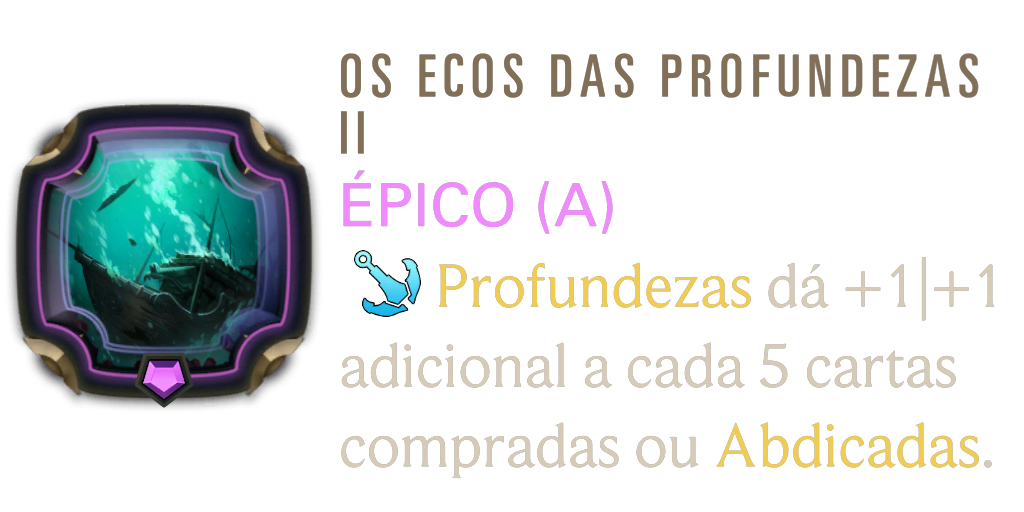 OS ECOS DAS PROFUNDEZAS
II
ÉPICO (A)
Profundezas dá +1|+1
adicional a cada 5 cartas
compradas ou Abdicadas.